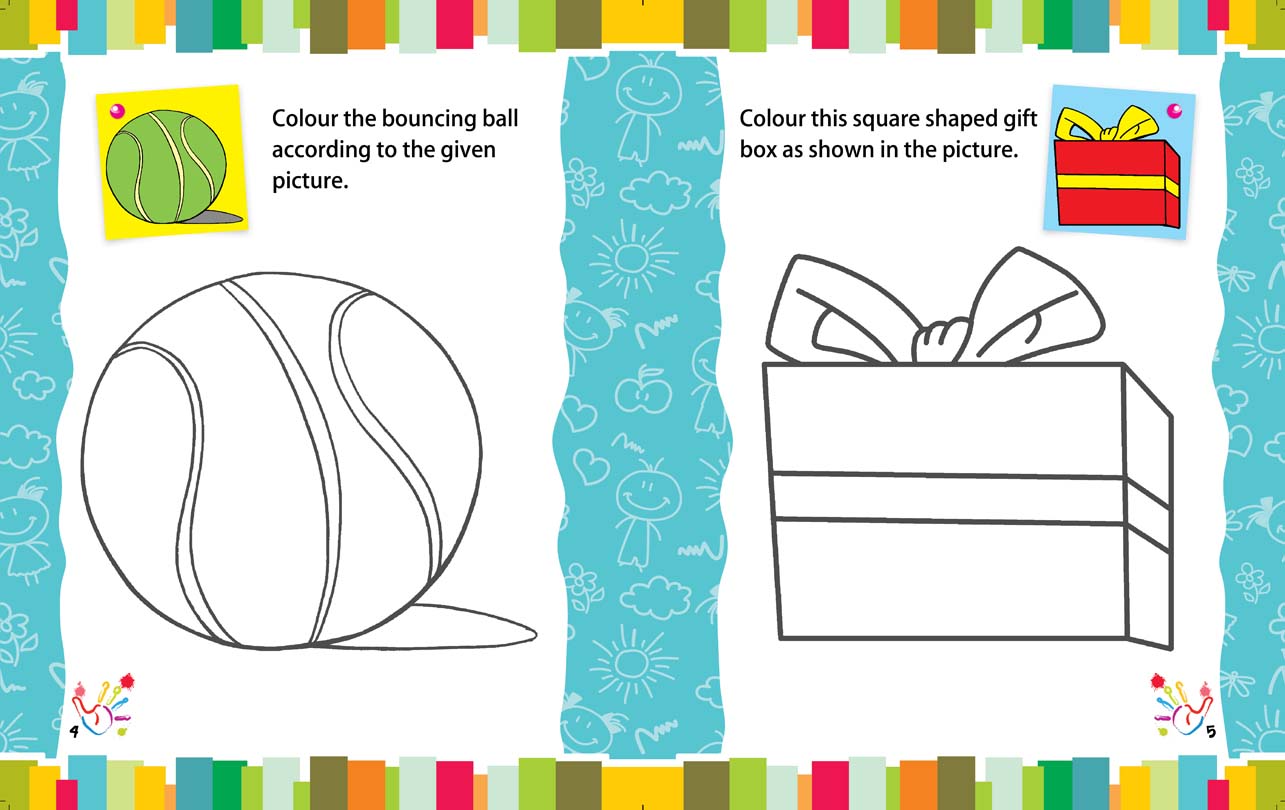 Colour the bouncing ball
according to the given
picture.
4
Colour this square shaped gift
box as shown in the picture.
5